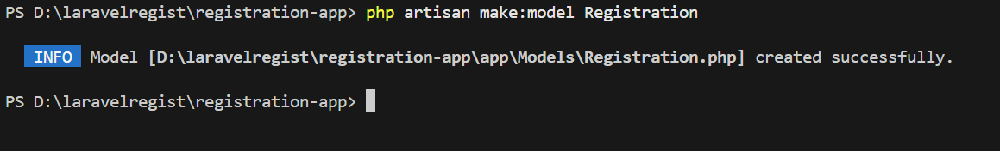 PS D:\laravelregist\registration-app> php artisan make:model Registration
INFO Model [D:\laravelregist\registration-app\app\Models\Registration.php] created successfully.
PS D:\laravelregist\registration-app>